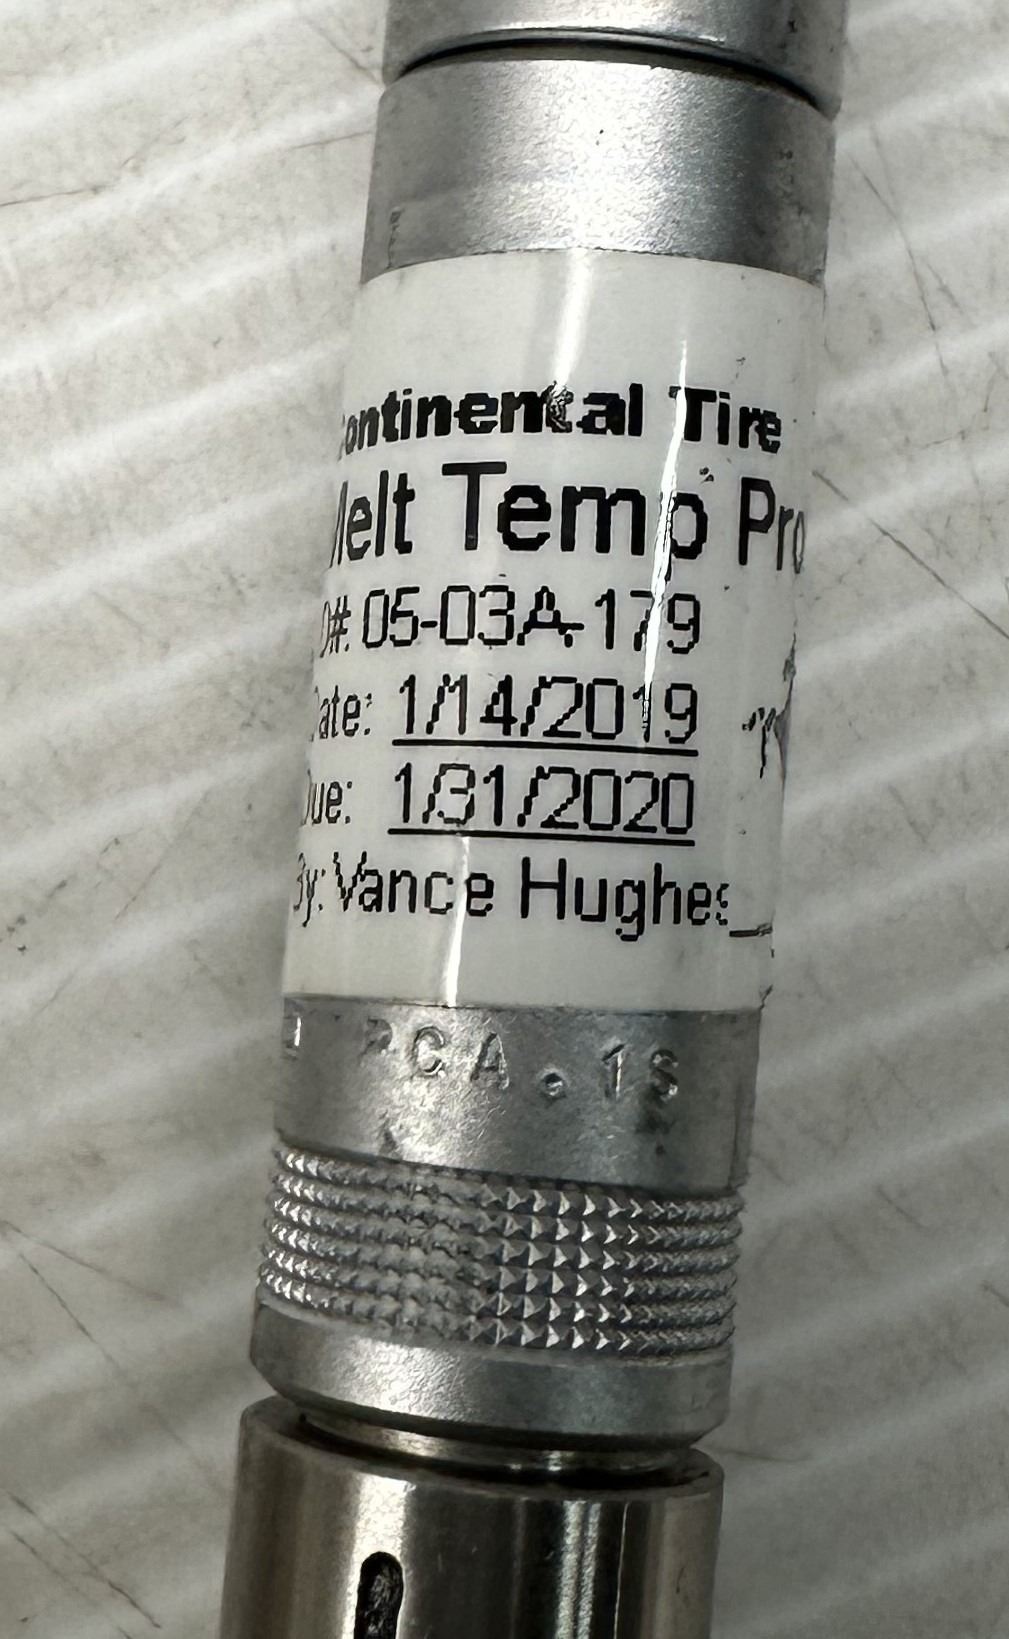 ontinental Tire
Melt Temp Pro
D#: 05-03A-179
Date: 1/14/2019
Due: 1/31/2020
By: Vance Hughes
PCA.1S